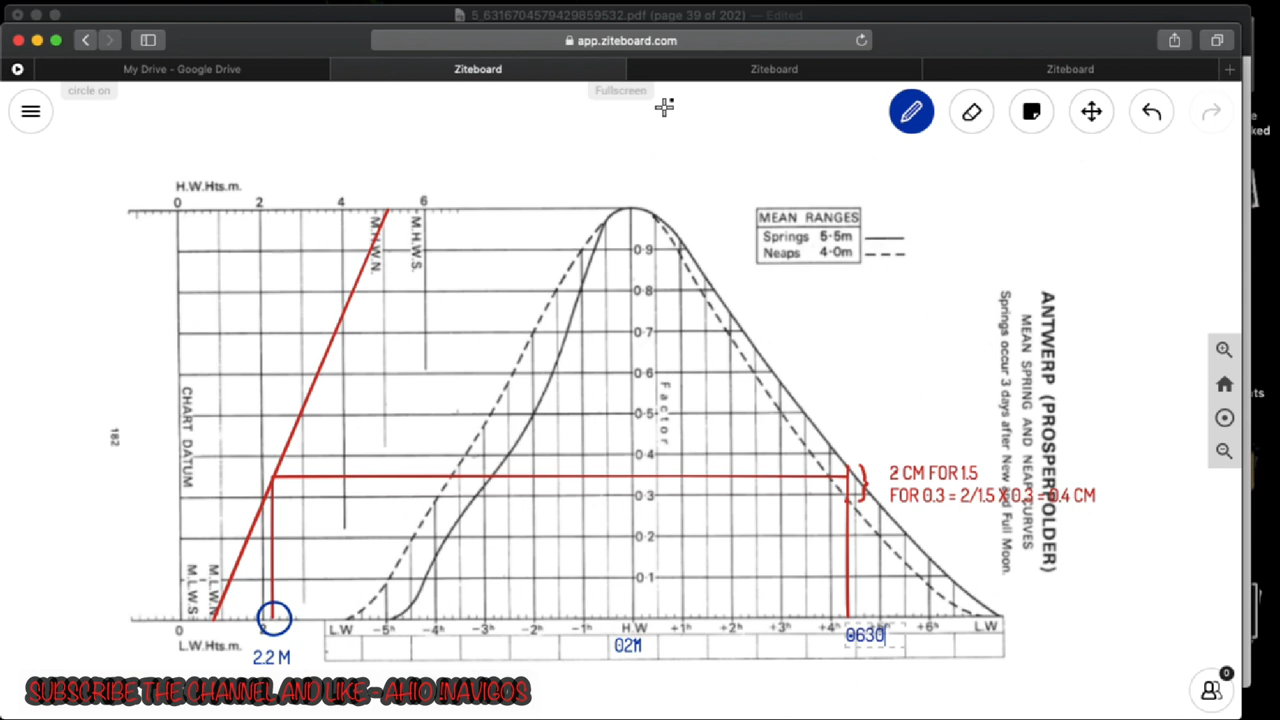 5_6316704579429859532.pdf (page 39 of 202) — Edited
app.ziteboard.com
My Drive - Google Drive
Ziteboard
Ziteboard
Ziteboard
circle on
Fullscreen
H.W.Hts.m.
0 2 4 6
M.H.W.N.
M.H.W.S.
MEAN RANGES
Springs 5·5m
Neaps 4·0m
0·9
0·8
0·7
0·6
0·5
0·4
0·3
0·2
0·1
Factor
CHART DATUM
182
M.L.W.S.
M.L.W.N.
ANTWERP (PROSPERPOLDER)
MEAN SPRING AND NEAP CURVES
Springs occur 3 days after New and Full Moon.
2 CM FOR 1.5
FOR 0.3 = 2/1.5 X 0.3 = 0.4 CM
0 2 L.W -5h -4h -3h -2h -1h H.W +1h +2h +3h +4h +6h L.W
L.W.Hts.m.
0630
2.2 M
SUBSCRIBE THE CHANNEL AND LIKE - AHIO !NAVIGOS
0